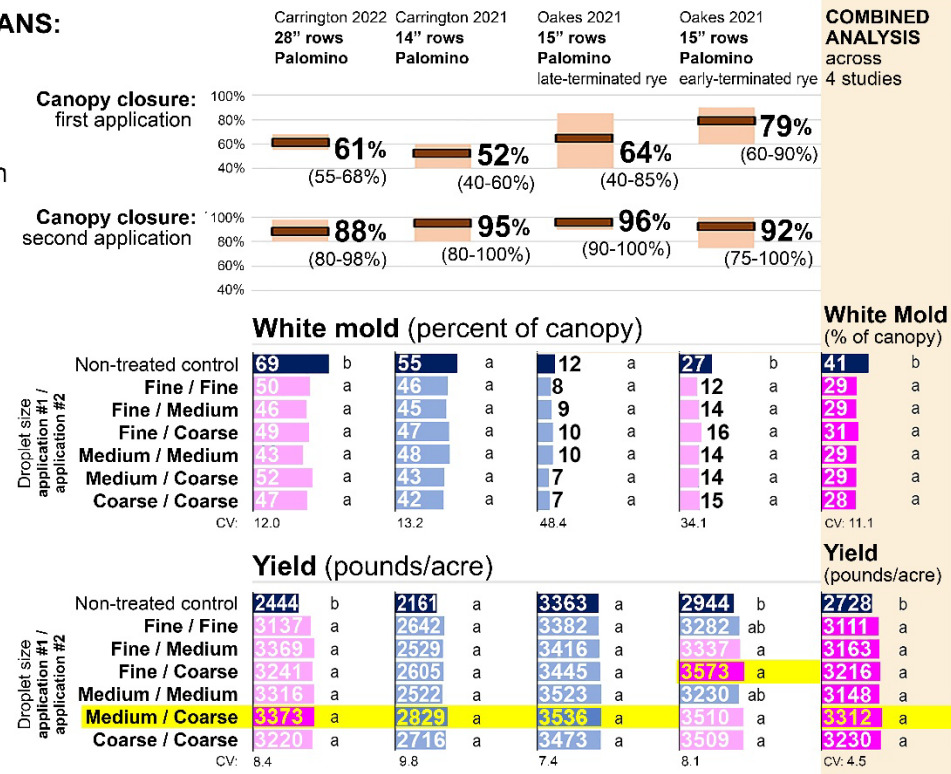 ANS:
Carrington 2022 Carrington 2021 Oakes 2021 Oakes 2021 COMBINED
28” rows 14” rows 15” rows 15” rows ANALYSIS
Palomino Palomino Palomino Palomino across
late-terminated rye early-terminated rye 4 studies
Canopy closure:
first application
100%
80%
60%
40%
61% 52% 64% 79%
(55-68%) (40-60%) (40-85%) (60-90%)
n
Canopy closure:
second application
100%
80%
60%
40%
88% 95% 96% 92%
(80-98%) (80-100%) (90-100%) (75-100%)
White mold (percent of canopy) White Mold
(% of canopy)
Droplet size
application #1 /
application #2
Non-treated control 69 b 55 a 12 a 27 b 41 b
Fine / Fine 50 a 46 a 8 a 12 a 29 a
Fine / Medium 46 a 45 a 9 a 14 a 29 a
Fine / Coarse 49 a 47 a 10 a 16 a 31 a
Medium / Medium 43 a 48 a 10 a 14 a 29 a
Medium / Coarse 52 a 43 a 7 a 14 a 29 a
Coarse / Coarse 47 a 42 a 7 a 15 a 28 a
CV: 12.0 13.2 48.4 34.1 CV: 11.1
Yield (pounds/acre) Yield
(pounds/acre)
Droplet size
application #1 /
application #2
Non-treated control 2444 b 2161 a 3363 a 2944 b 2728 b
Fine / Fine 3137 a 2642 a 3382 a 3282 ab 3111 a
Fine / Medium 3369 a 2529 a 3416 a 3337 a 3163 a
Fine / Coarse 3241 a 2605 a 3445 a 3573 a 3216 a
Medium / Medium 3316 a 2522 a 3523 a 3230 ab 3148 a
Medium / Coarse 3373 a 2829 a 3536 a 3510 a 3312 a
Coarse / Coarse 3220 a 2716 a 3473 a 3509 a 3230 a
CV: 8.4 9.8 7.4 8.1 CV: 4.5